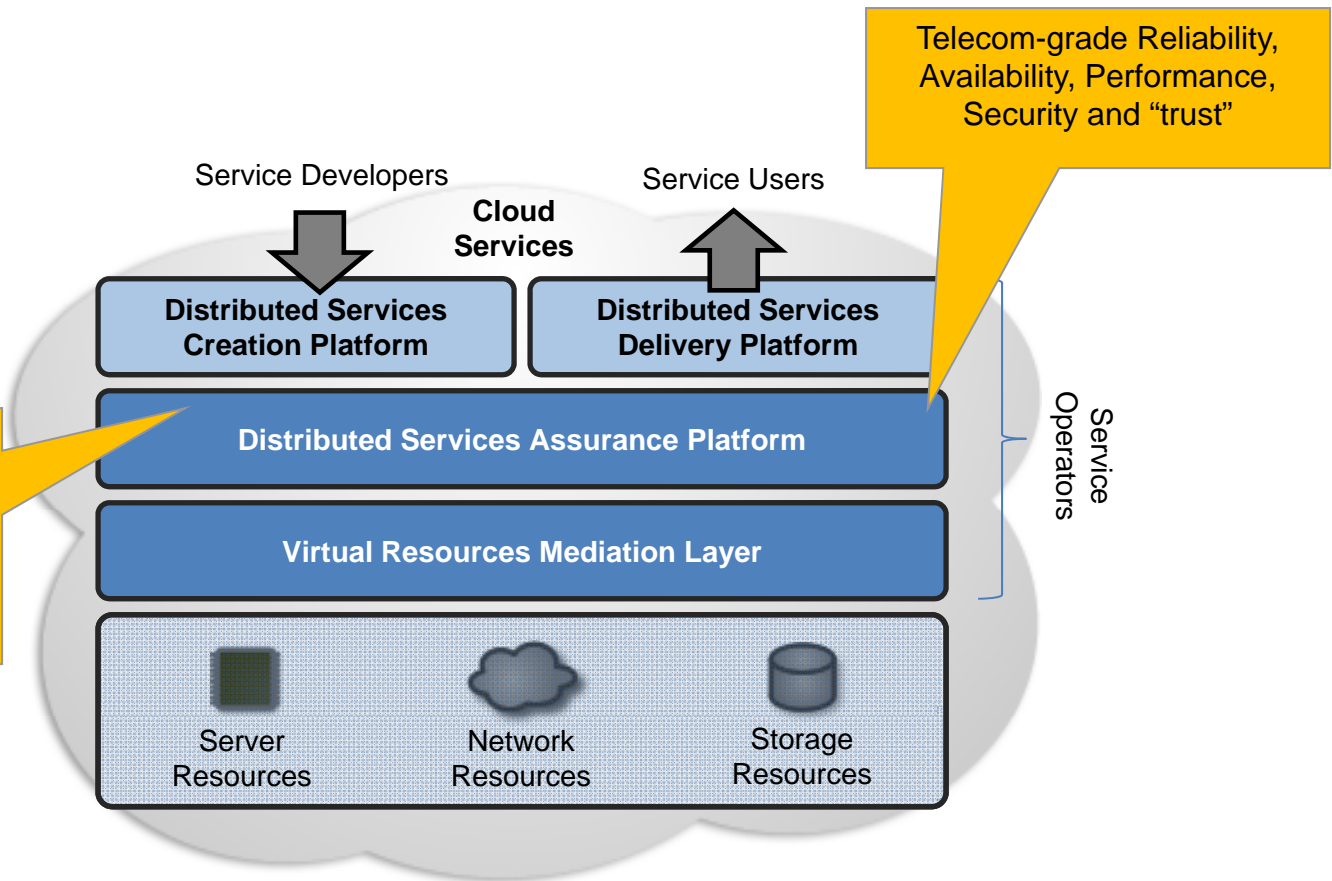 Telecom-grade Reliability,
Availability, Performance,
Security and “trust”
Service Developers
Service Users
Cloud
Services
Distributed Services
Creation Platform
Distributed Services
Delivery Platform
Distributed Services Assurance Platform
Virtual Resources Mediation Layer
Service
Operators
Server
Resources
Network
Resources
Storage
Resources